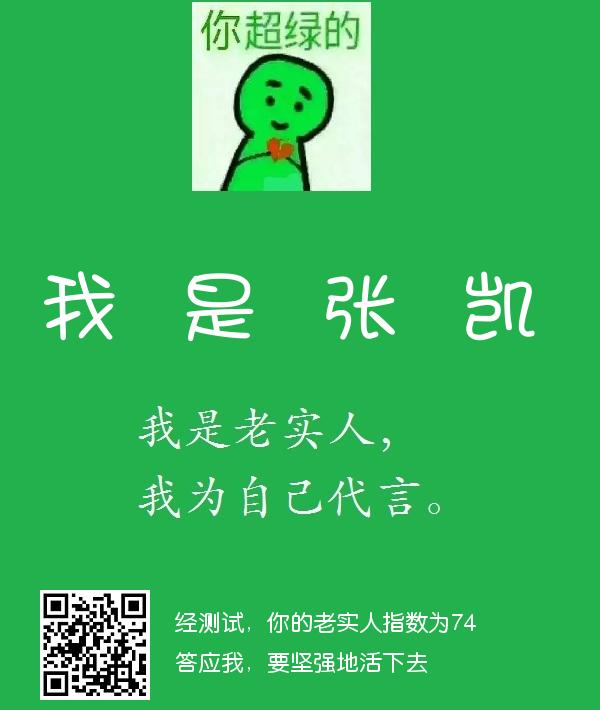 你超绿的
我是张凯
我是老实人，
我为自己代言。
经测试，你的老实人指数为74
答应我，要坚强地活下去